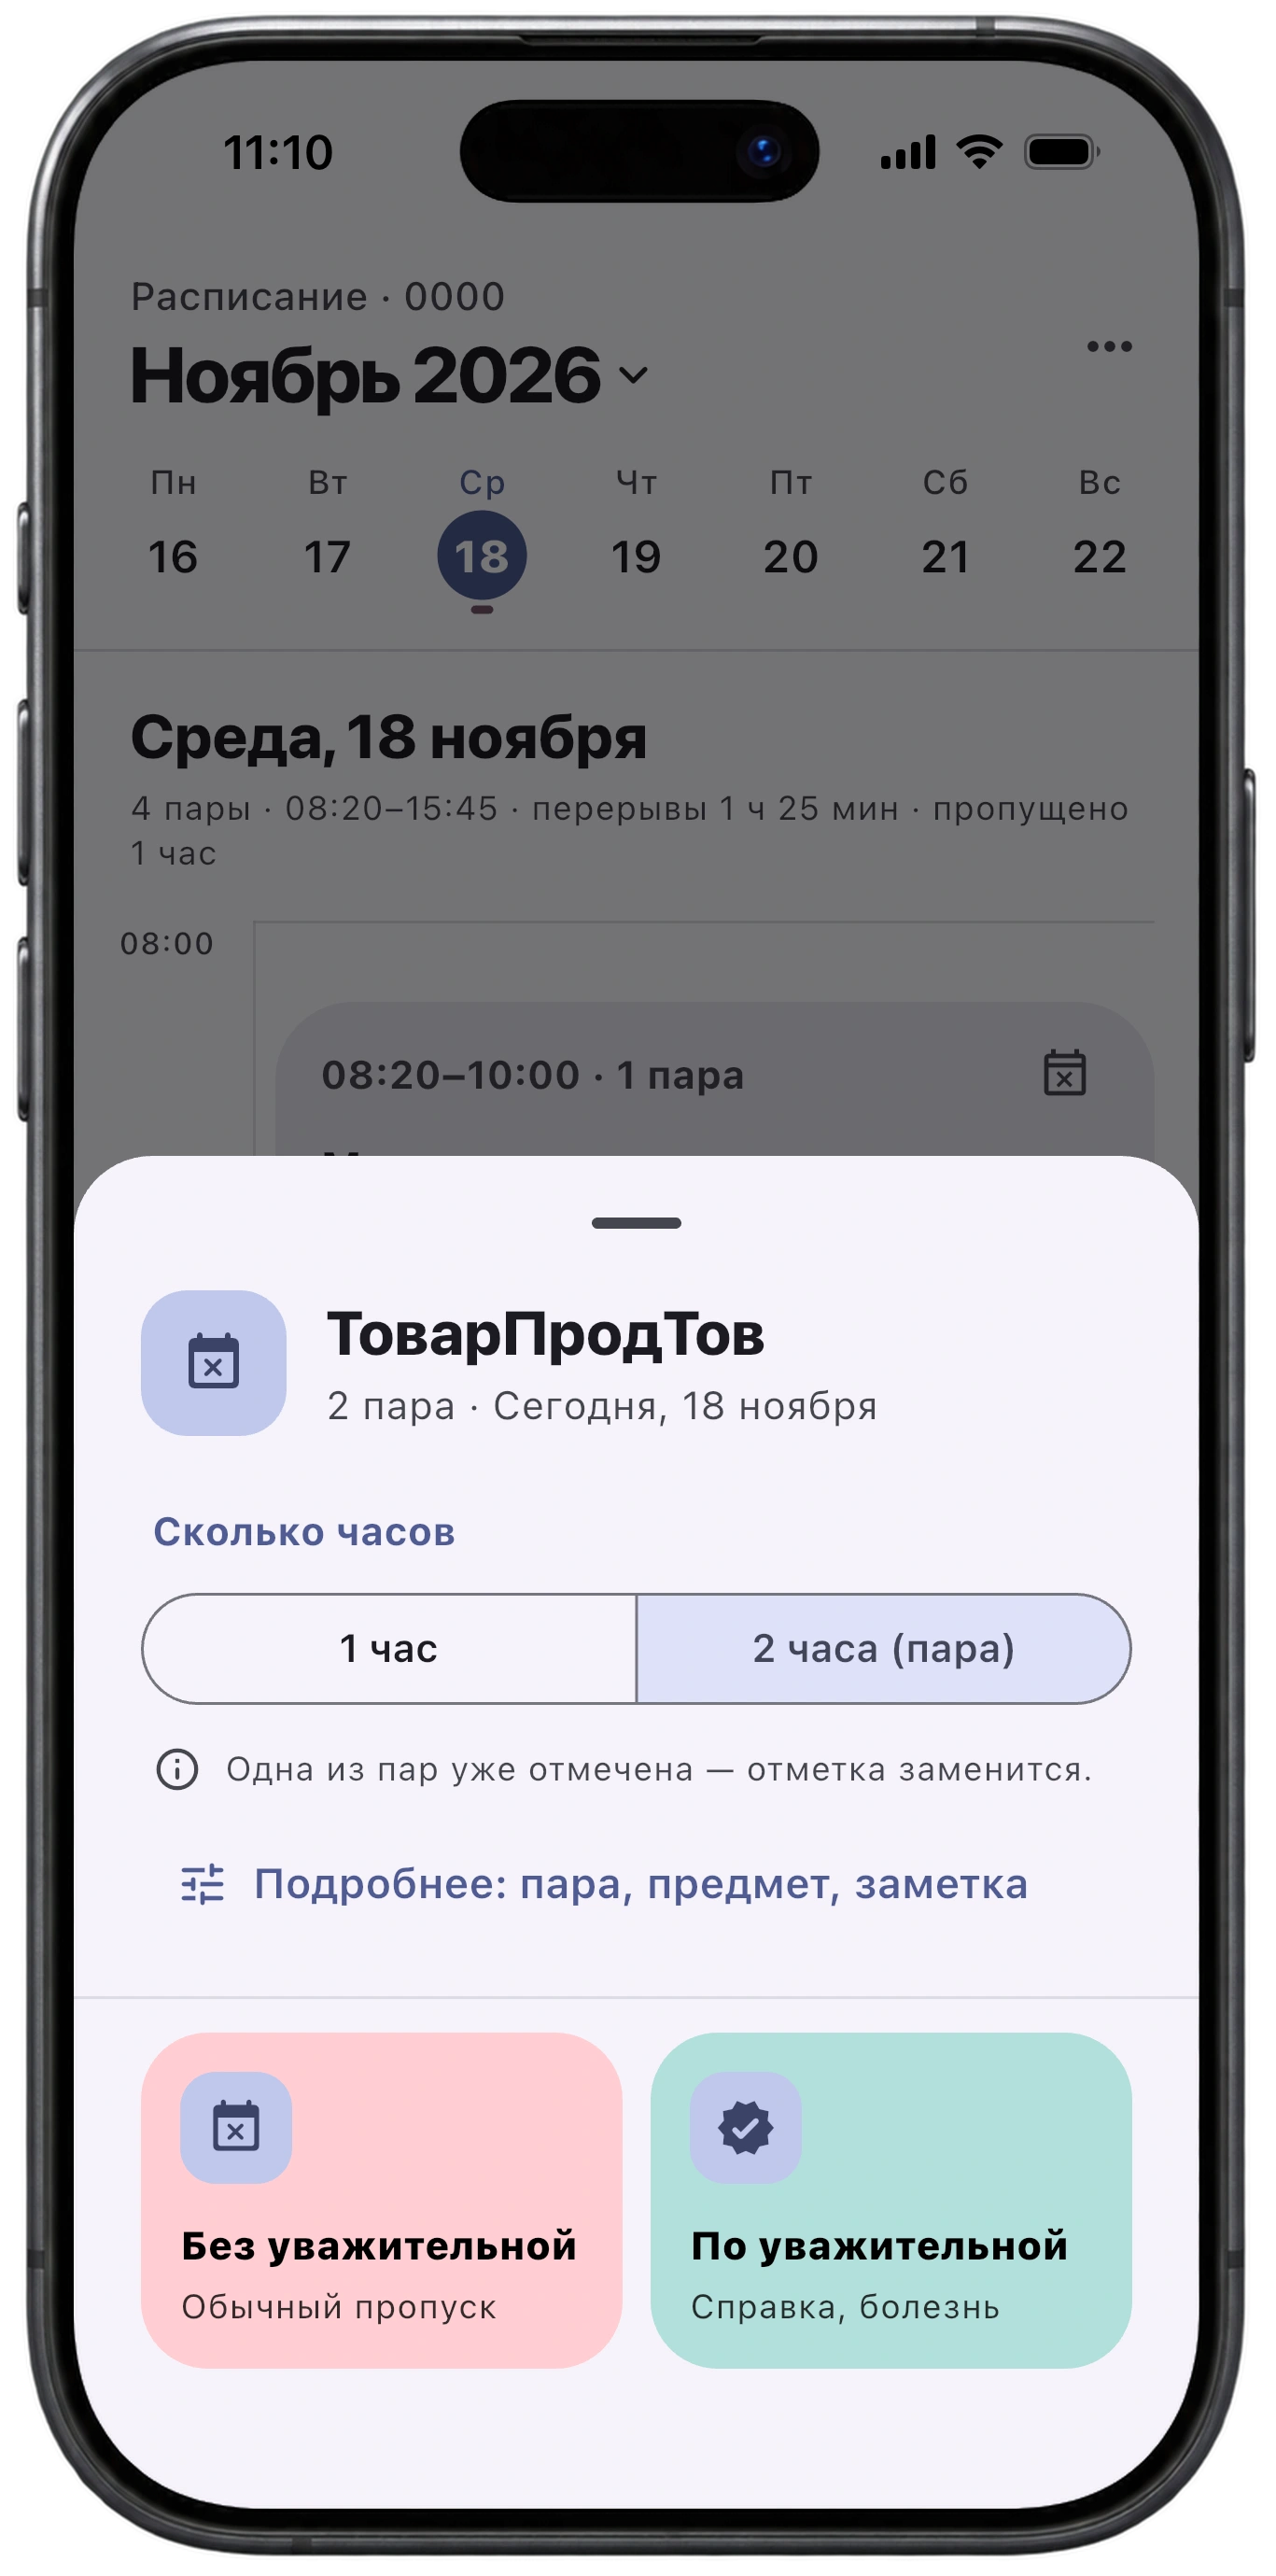 11:10
Расписание · 0000
Ноябрь 2026
Пн Вт Ср Чт Пт Сб Вс
16 17 18 19 20 21 22
Среда, 18 ноября
4 пары · 08:20–15:45 · перерывы 1 ч 25 мин · пропущено
1 час
08:00
08:20–10:00 · 1 пара
ТоварПродТов
2 пара · Сегодня, 18 ноября
Сколько часов
1 час
2 часа (пара)
Одна из пар уже отмечена — отметка заменится.
Подробнее: пара, предмет, заметка
Без уважительной
Обычный пропуск
По уважительной
Справка, болезнь